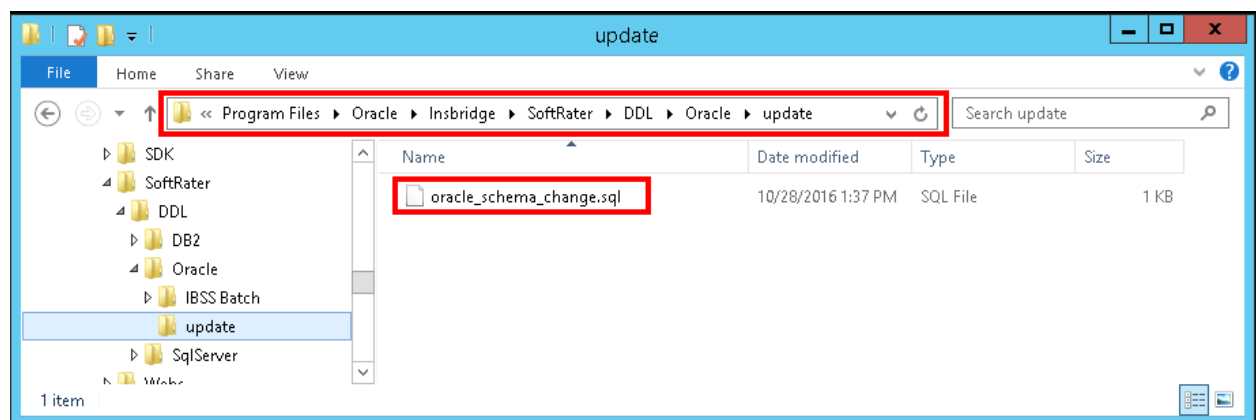 update
File Home Share View
« Program Files Oracle Insbridge SoftRater DDL Oracle update Search update
SDK
SoftRater
DDL
DB2
Oracle
IBSS Batch
update
SqlServer
Name Date modified Type Size
oracle_schema_change.sql 10/28/2016 1:37 PM SQL File 1 KB
1 item